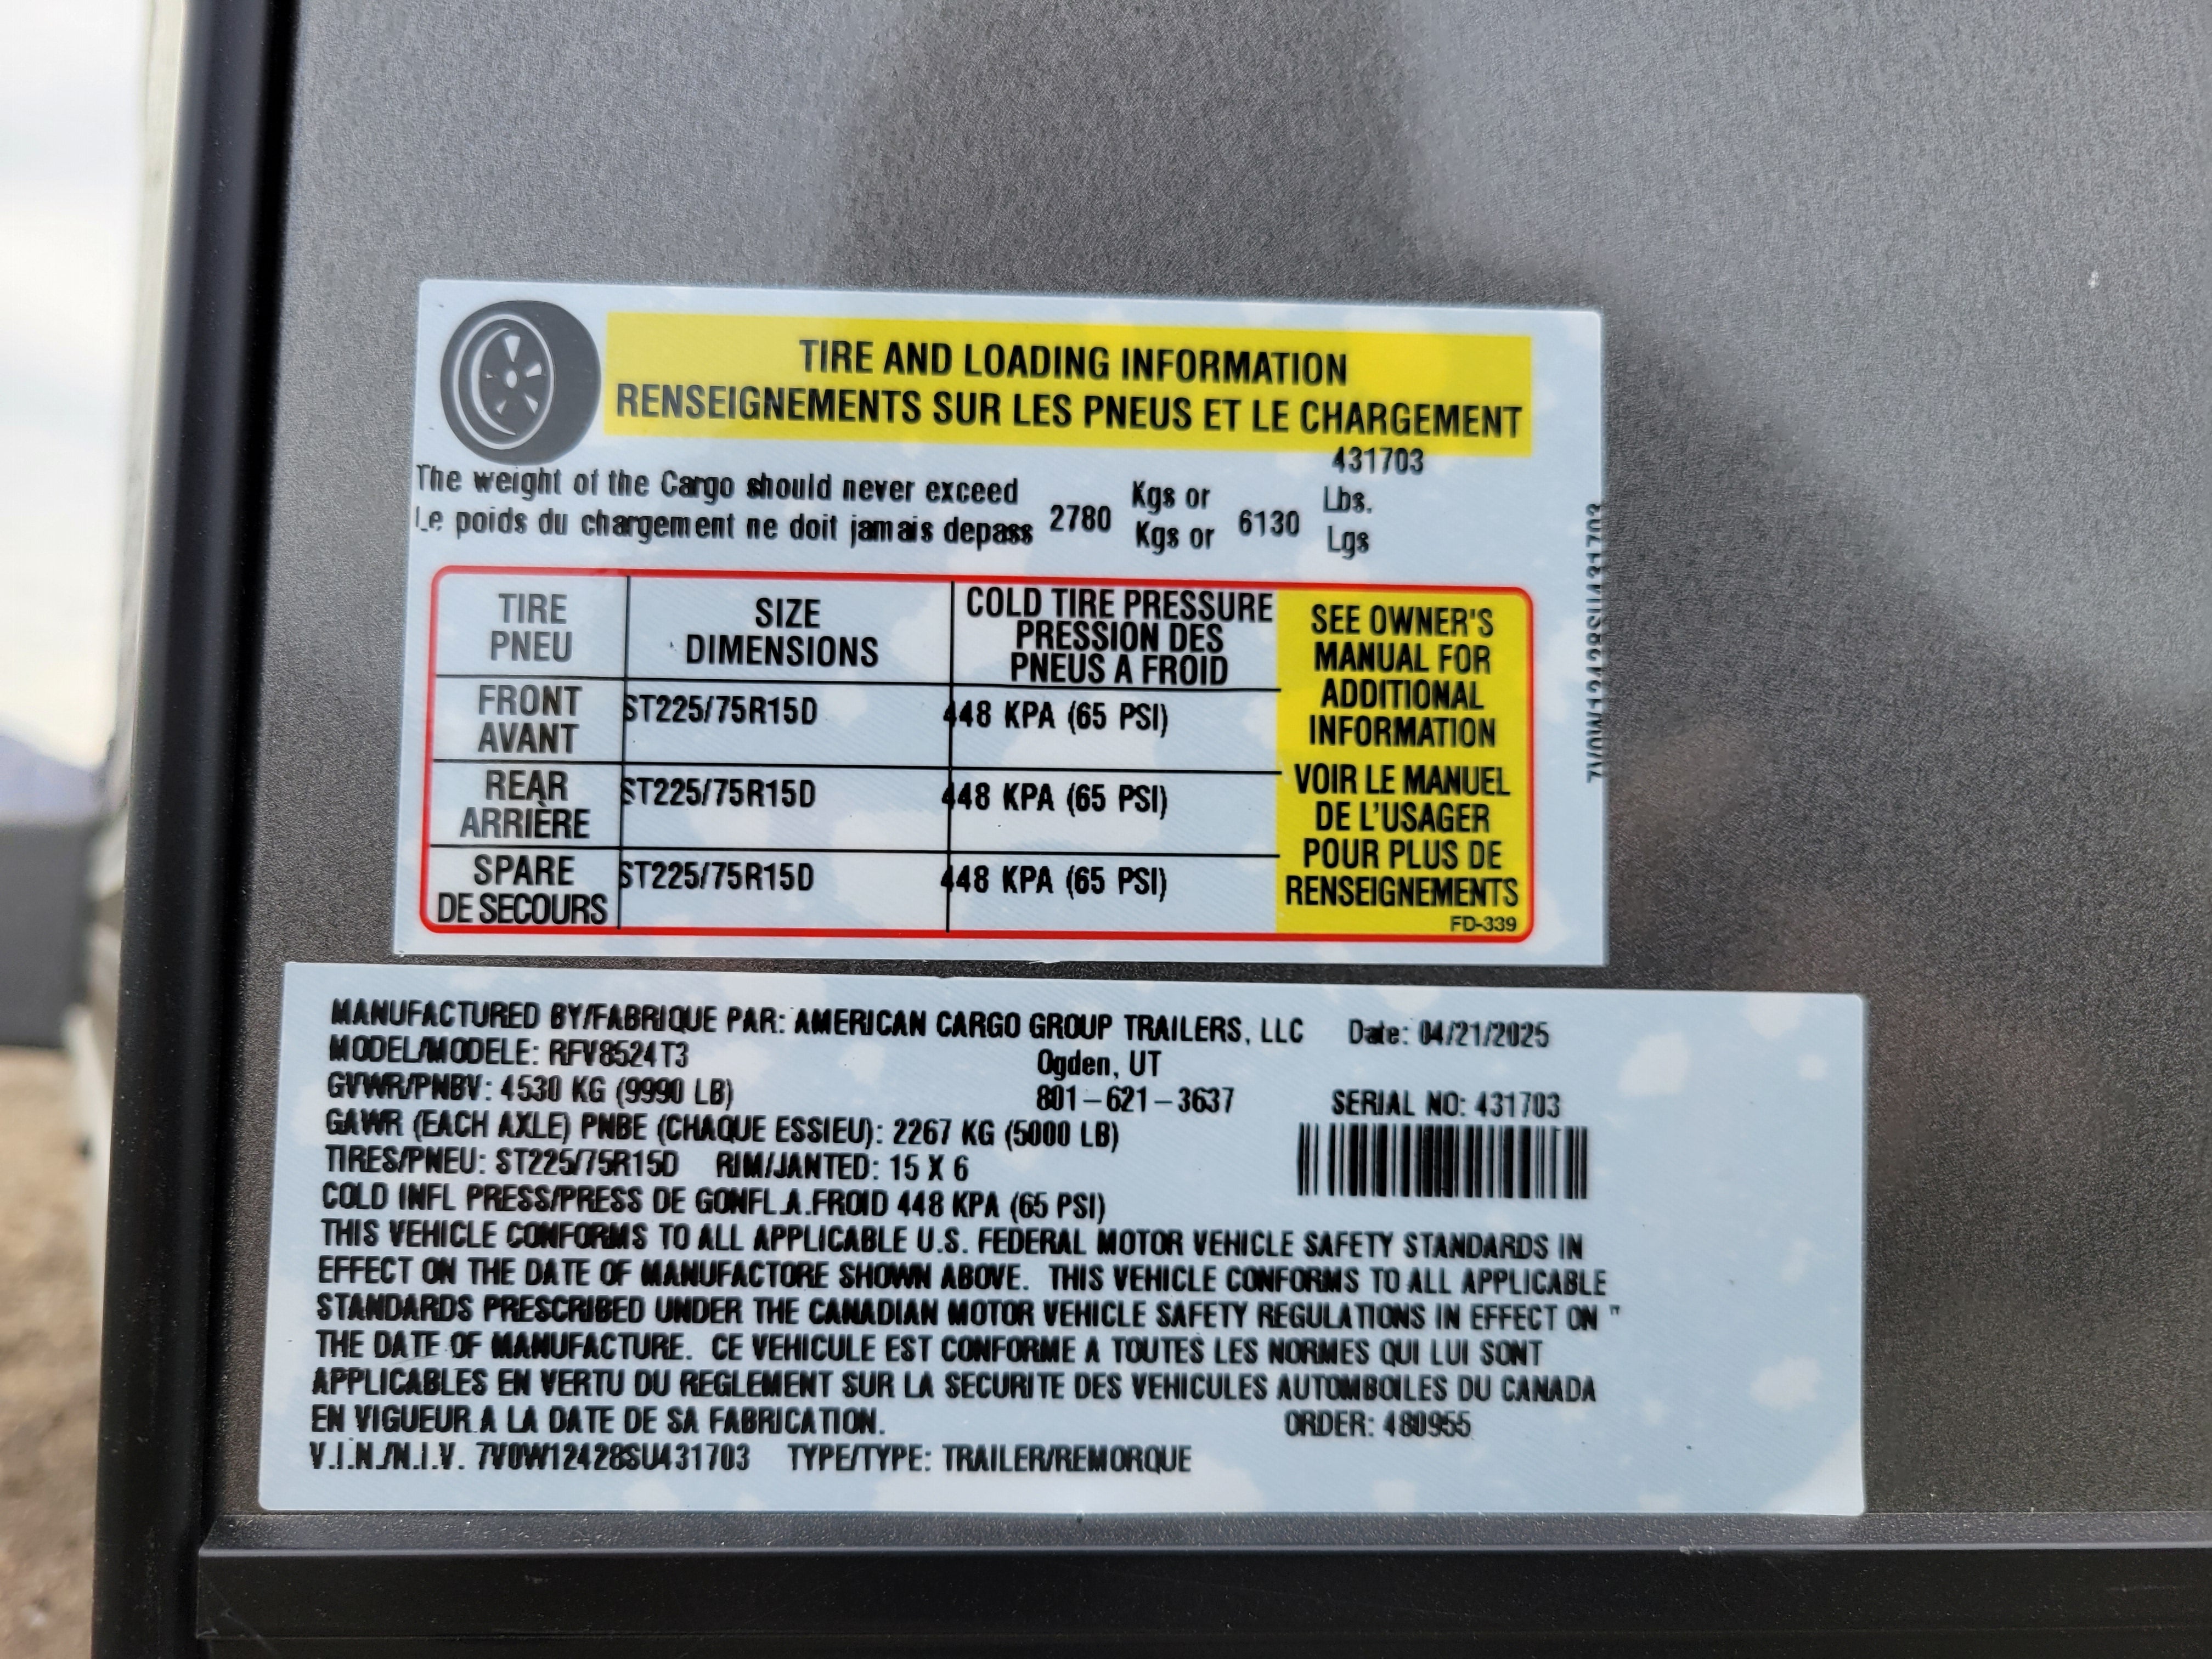 TIRE AND LOADING INFORMATION
RENSEIGNEMENTS SUR LES PNEUS ET LE CHARGEMENT
431703
The weight of the Cargo should never exceed 2780 Kgs or 6130 Lbs.
Le poids du chargement ne doit jamais depass Kgs or Lgs
TIRE PNEU
SIZE DIMENSIONS
COLD TIRE PRESSURE
PRESSION DES
PNEUS A FROID
FRONT AVANT ST225/75R15D 448 KPA (65 PSI)
REAR ARRIÈRE ST225/75R15D 448 KPA (65 PSI)
SPARE DE SECOURS ST225/75R15D 448 KPA (65 PSI)
SEE OWNER'S
MANUAL FOR
ADDITIONAL
INFORMATION
VOIR LE MANUEL
DE L'USAGER
POUR PLUS DE
RENSEIGNEMENTS
FD-339
7V0W12428SU431703
MANUFACTURED BY/FABRIQUE PAR: AMERICAN CARGO GROUP TRAILERS, LLC Date: 04/21/2025
MODEL/MODELE: RFV8524T3 Ogden, UT
GVWR/PNBV: 4530 KG (9990 LB) 801-621-3637 SERIAL NO: 431703
GAWR (EACH AXLE) PNBE (CHAQUE ESSIEU): 2267 KG (5000 LB)
TIRES/PNEU: ST225/75R15D RIM/JANTED: 15 X 6
COLD INFL PRESS/PRESS DE GONFL.A.FROID 448 KPA (65 PSI)
THIS VEHICLE CONFORMS TO ALL APPLICABLE U.S. FEDERAL MOTOR VEHICLE SAFETY STANDARDS IN
EFFECT ON THE DATE OF MANUFACTORE SHOWN ABOVE. THIS VEHICLE CONFORMS TO ALL APPLICABLE
STANDARDS PRESCRIBED UNDER THE CANADIAN MOTOR VEHICLE SAFETY REGULATIONS IN EFFECT ON "
THE DATE OF MANUFACTURE. CE VEHICULE EST CONFORME A TOUTES LES NORMES QUI LUI SONT
APPLICABLES EN VERTU DU REGLEMENT SUR LA SECURITE DES VEHICULES AUTOMBOILES DU CANADA
EN VIGUEUR A LA DATE DE SA FABRICATION. ORDER: 480955
V.I.N./N.I.V. 7V0W12428SU431703 TYPE/TYPE: TRAILER/REMORQUE